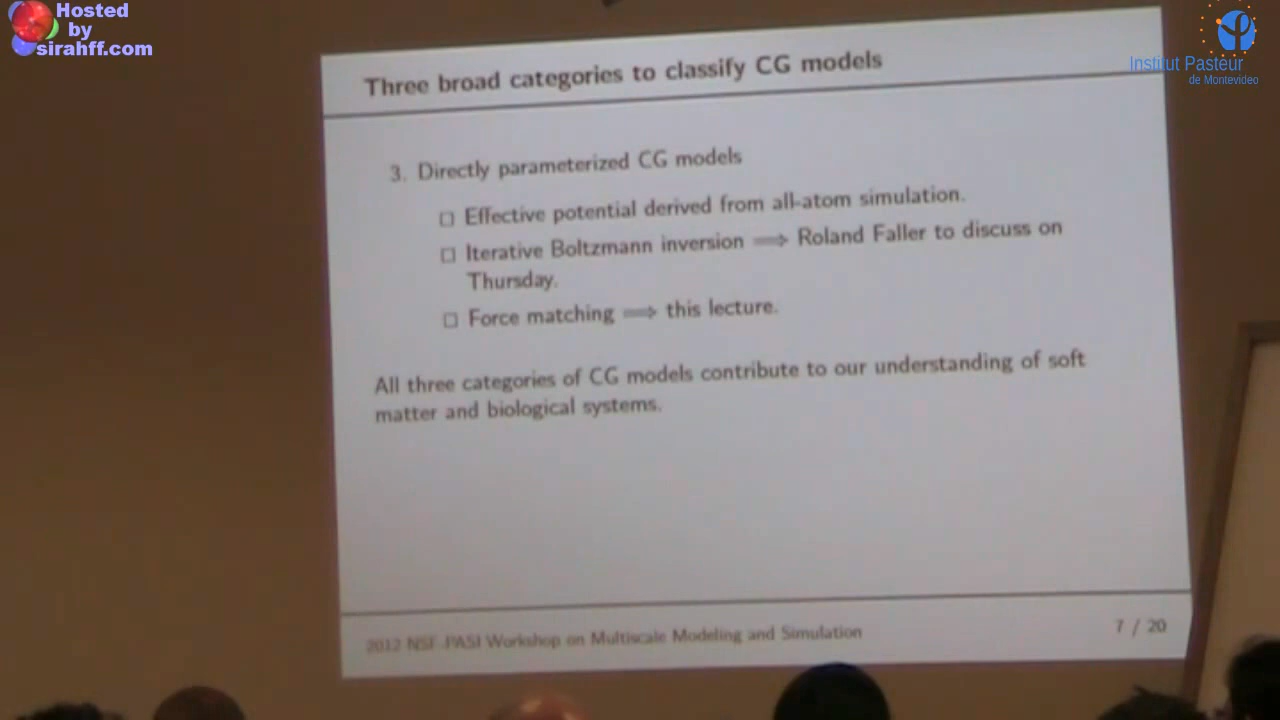 Hosted
by
sirahff.com
Institut Pasteur
de Montevideo
Three broad categories to classify CG models
3. Directly parameterized CG models
Effective potential derived from all-atom simulation.
Iterative Boltzmann inversion ⟹ Roland Faller to discuss on
Thursday.
Force matching ⟹ this lecture.
All three categories of CG models contribute to our understanding of soft
matter and biological systems.
2012 NSF-PASI Workshop on Multiscale Modeling and Simulation
7 / 20